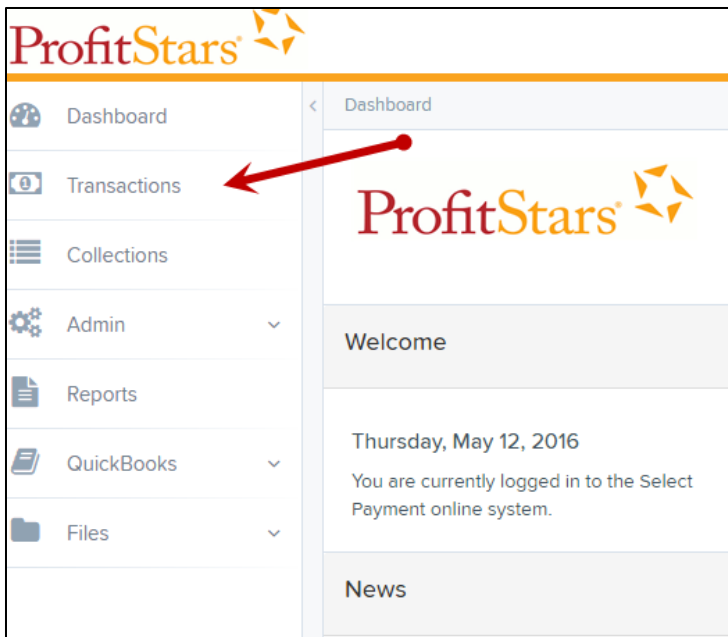 ProfitStars®
Dashboard
Transactions
Collections
Admin
Reports
QuickBooks
Files
Dashboard
ProfitStars®
Welcome
Thursday, May 12, 2016
You are currently logged in to the Select
Payment online system.
News